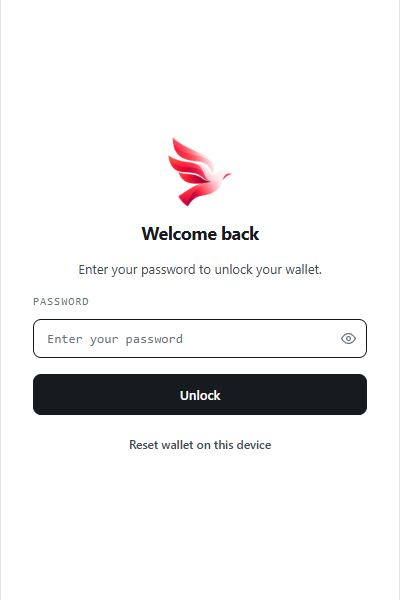 Welcome back
Enter your password to unlock your wallet.
PASSWORD
Enter your password
Unlock
Reset wallet on this device